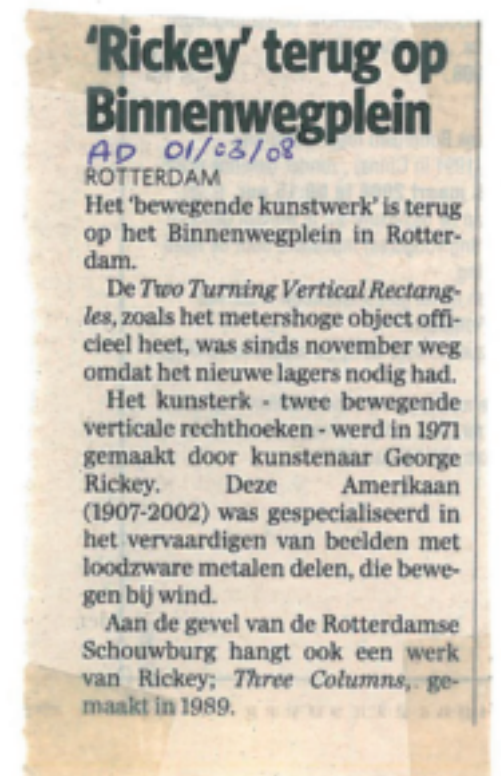 'Rickey' terug op
Binnenwegplein
AD 01/03/08
ROTTERDAM
Het 'bewegende kunstwerk' is terug
op het Binnenwegplein in Rotter-
dam.
De Two Turning Vertical Rectang-
les, zoals het metershoge object offi-
cieel heet, was sinds november weg
omdat het nieuwe lagers nodig had.
Het kunsterk - twee bewegende
verticale rechthoeken - werd in 1971
gemaakt door kunstenaar George
Rickey. Deze Amerikaan
(1907-2002) was gespecialiseerd in
het vervaardigen van beelden met
loodzware metalen delen, die bewe-
gen bij wind.
Aan de gevel van de Rotterdamse
Schouwburg hangt ook een werk
van Rickey; Three Columns, ge-
maakt in 1989.